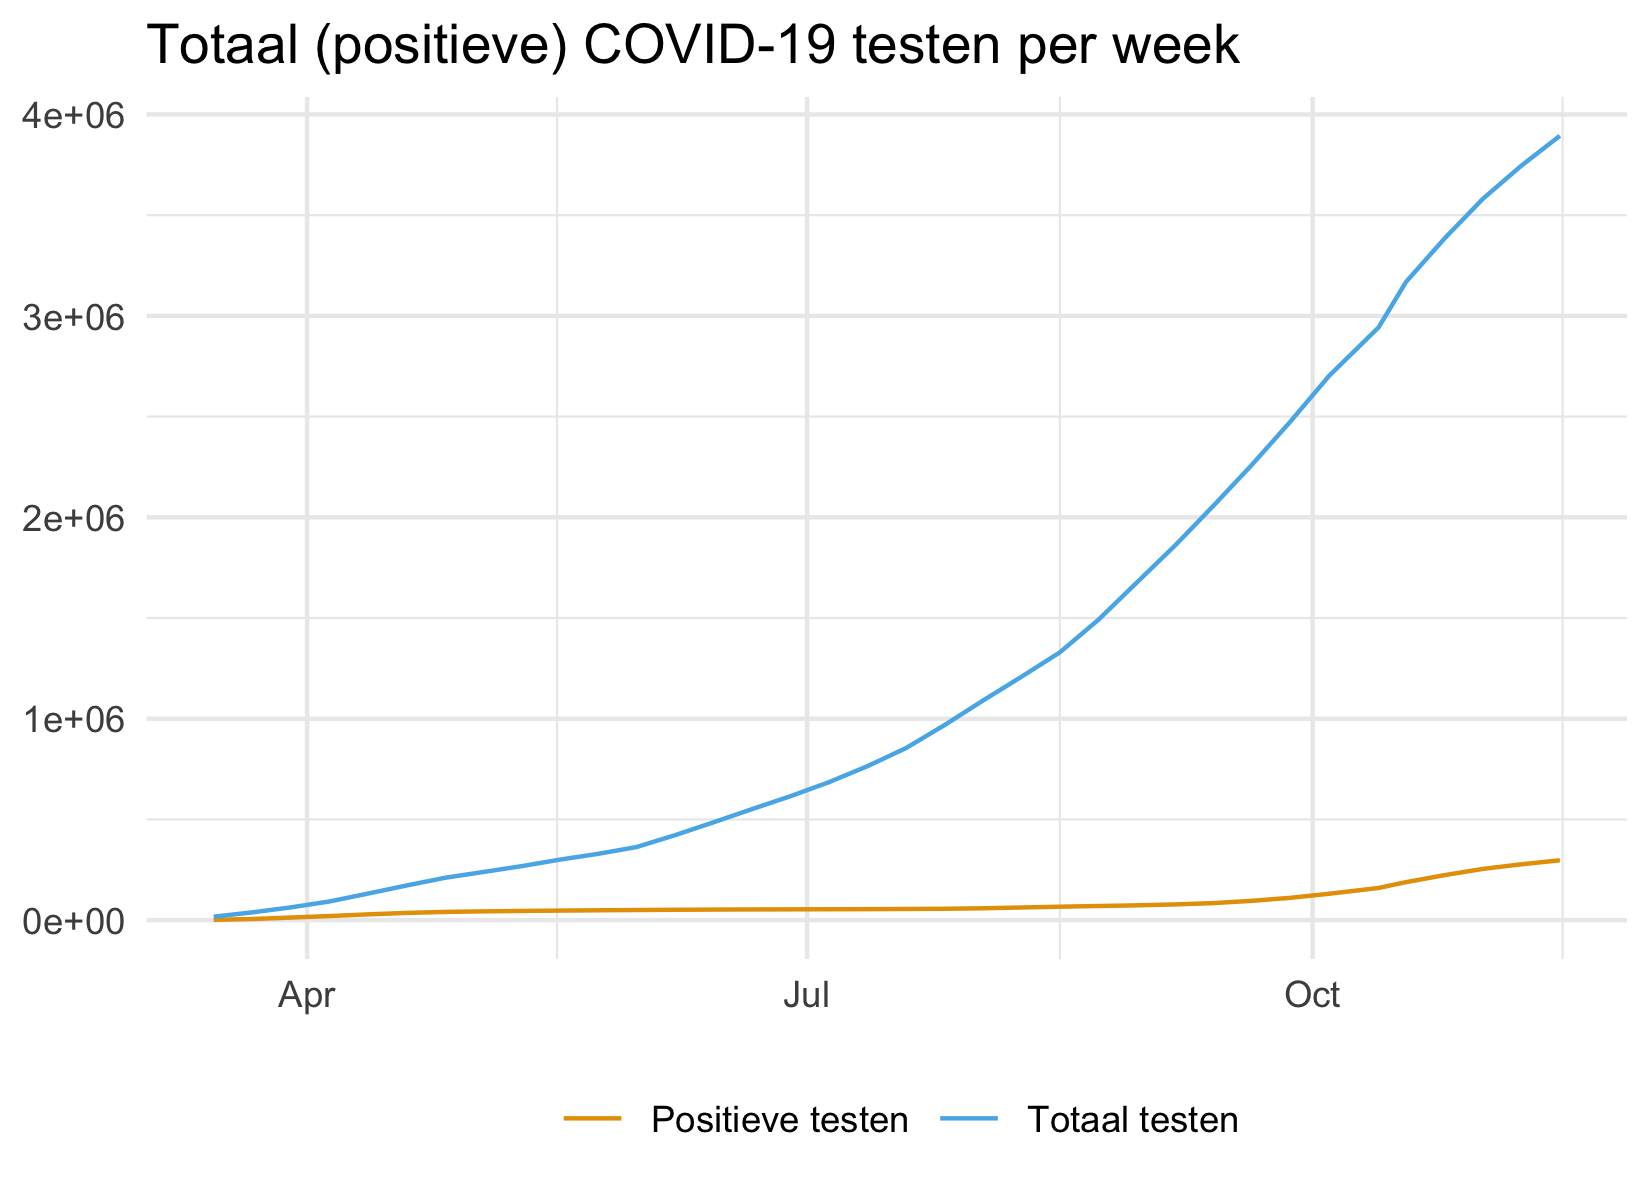 Totaal (positieve) COVID-19 testen per week
4e+06
3e+06
2e+06
1e+06
0e+00
Apr Jul Oct
Positieve testen Totaal testen